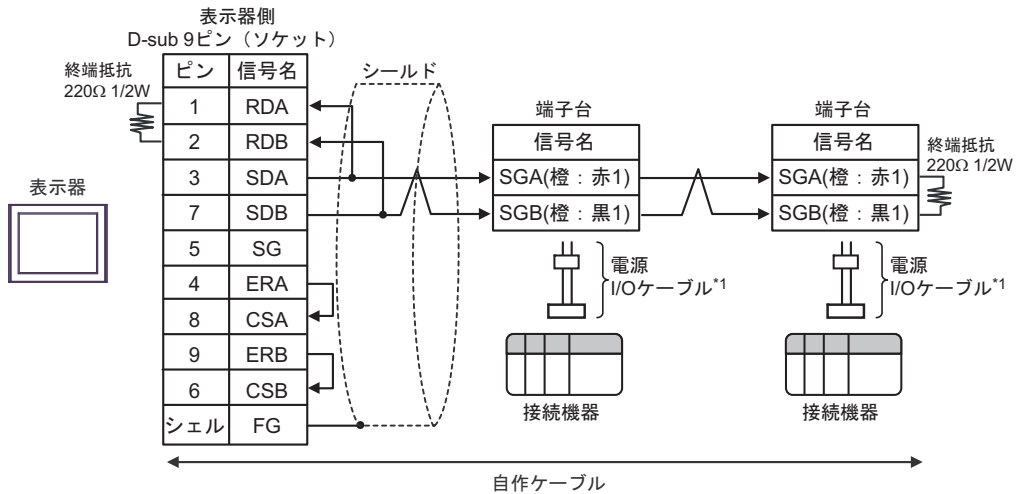 表示器側
D-sub 9ピン（ソケット）
終端抵抗
220Ω 1/2W
ピン 信号名
1 RDA
2 RDB
3 SDA
7 SDB
5 SG
4 ERA
8 CSA
9 ERB
6 CSB
シェル FG
シールド
表示器
端子台
信号名
SGA(橙：赤1)
SGB(橙：黒1)
電源
I/Oケーブル*1
接続機器
端子台
信号名
SGA(橙：赤1)
SGB(橙：黒1)
終端抵抗
220Ω 1/2W
電源
I/Oケーブル*1
接続機器
自作ケーブル